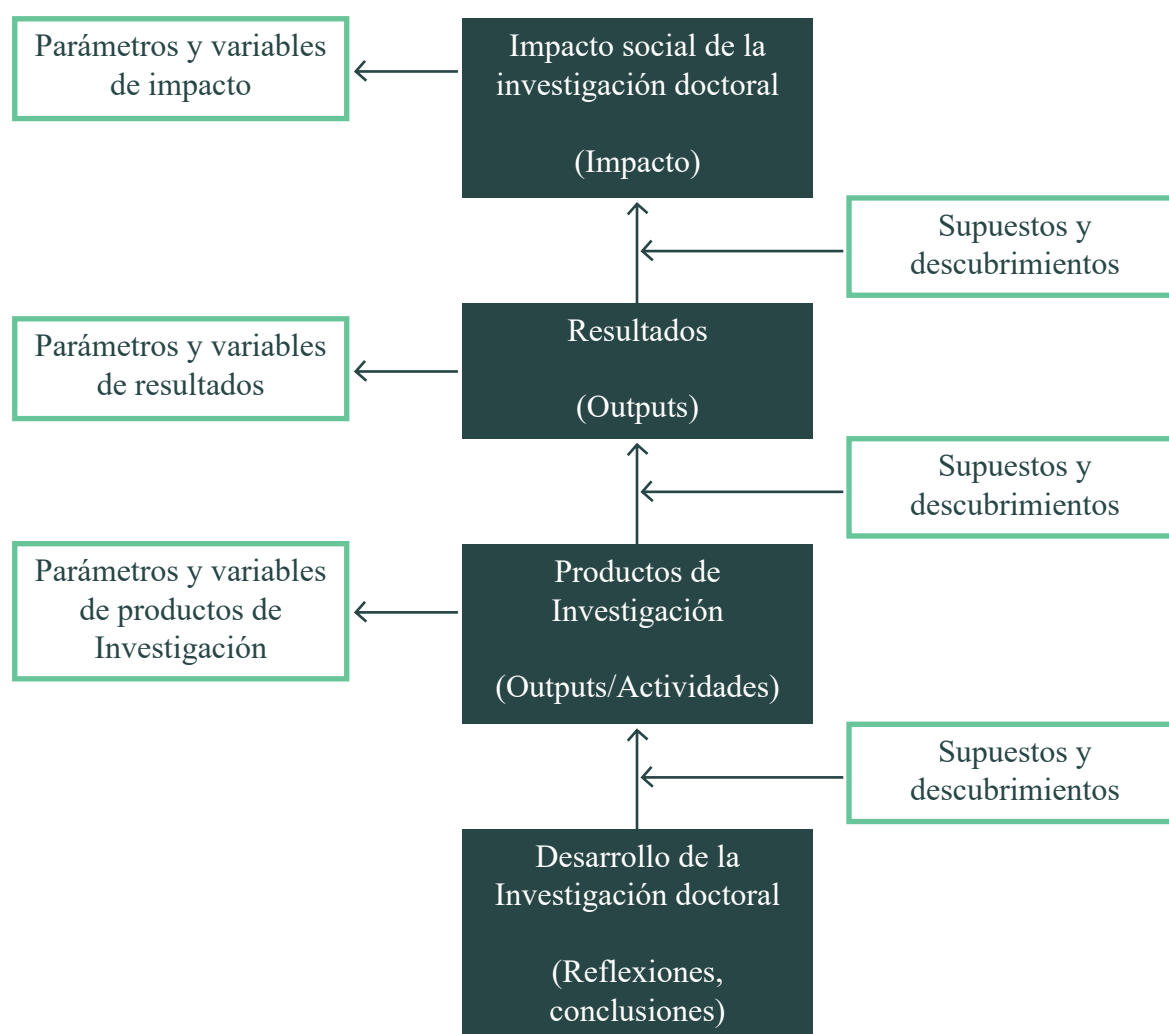 Parámetros y variables
de impacto
Impacto social de la
investigación doctoral
(Impacto)
Supuestos y
descubrimientos
Parámetros y variables
de resultados
Resultados
(Outputs)
Supuestos y
descubrimientos
Parámetros y variables
de productos de
Investigación
Productos de
Investigación
(Outputs/Actividades)
Supuestos y
descubrimientos
Desarrollo de la
Investigación doctoral
(Reflexiones,
conclusiones)